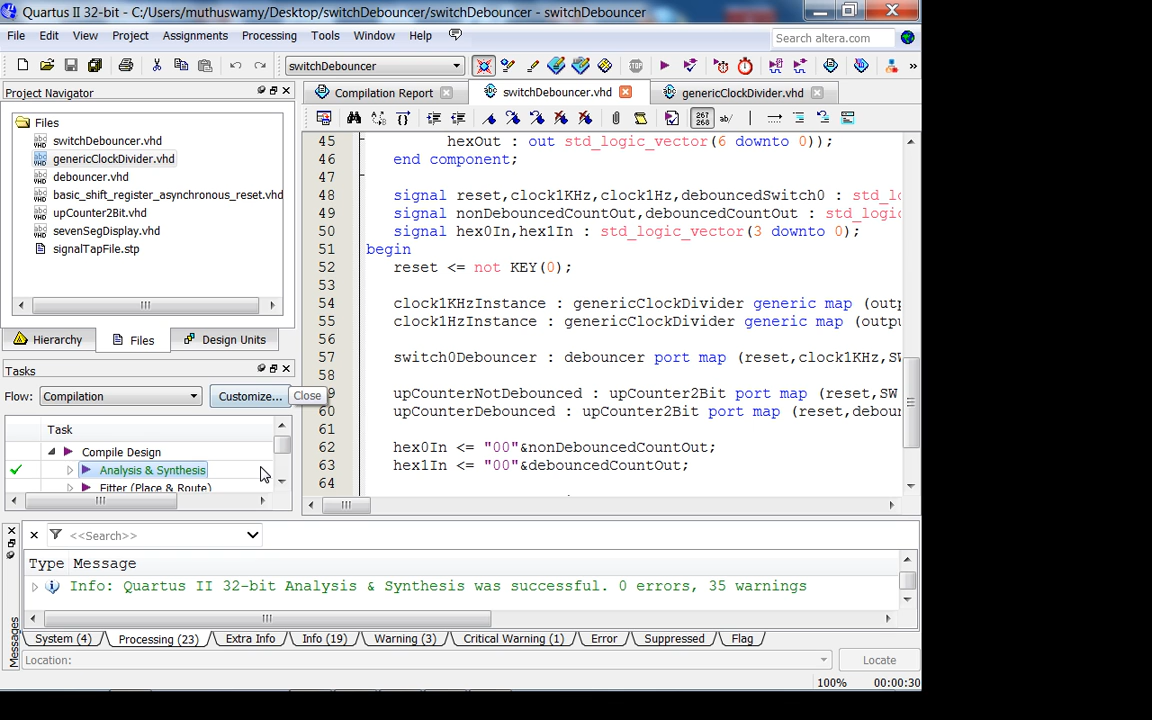 Quartus II 32-bit - C:/Users/muthuswamy/Desktop/switchDebouncer/switchDebouncer - switchDebouncer
File Edit View Project Assignments Processing Tools Window Help
Search altera.com
switchDebouncer
Project Navigator
Compilation Report
switchDebouncer.vhd
genericClockDivider.vhd
Files
switchDebouncer.vhd
genericClockDivider.vhd
debouncer.vhd
basic_shift_register_asynchronous_reset.vhd
upCounter2Bit.vhd
sevenSegDisplay.vhd
signalTapFile.stp
Hierarchy Files Design Units
Tasks
Flow: Compilation Customize... Close
Task
Compile Design
Analysis & Synthesis
Fitter (Place & Route)
45 hexOut : out std_logic_vector(6 downto 0));
46 end component;
47
48 signal reset,clock1KHz,clock1Hz,debouncedSwitch0 : std_lo
49 signal nonDebouncedCountOut,debouncedCountOut : std_logic
50 signal hex0In,hex1In : std_logic_vector(3 downto 0);
51 begin
52 reset <= not KEY(0);
53
54 clock1KHzInstance : genericClockDivider generic map (outp
55 clock1HzInstance : genericClockDivider generic map (outpu
56
57 switch0Debouncer : debouncer port map (reset,clock1KHz,SW
58
59 upCounterNotDebounced : upCounter2Bit port map (reset,SW
60 upCounterDebounced : upCounter2Bit port map (reset,debou
61
62 hex0In <= "00"&nonDebouncedCountOut;
63 hex1In <= "00"&debouncedCountOut;
64
<<Search>>
Type Message
Info: Quartus II 32-bit Analysis & Synthesis was successful. 0 errors, 35 warnings
System (4) Processing (23) Extra Info Info (19) Warning (3) Critical Warning (1) Error Suppressed Flag
Messages
Location: Locate
100% 00:00:30